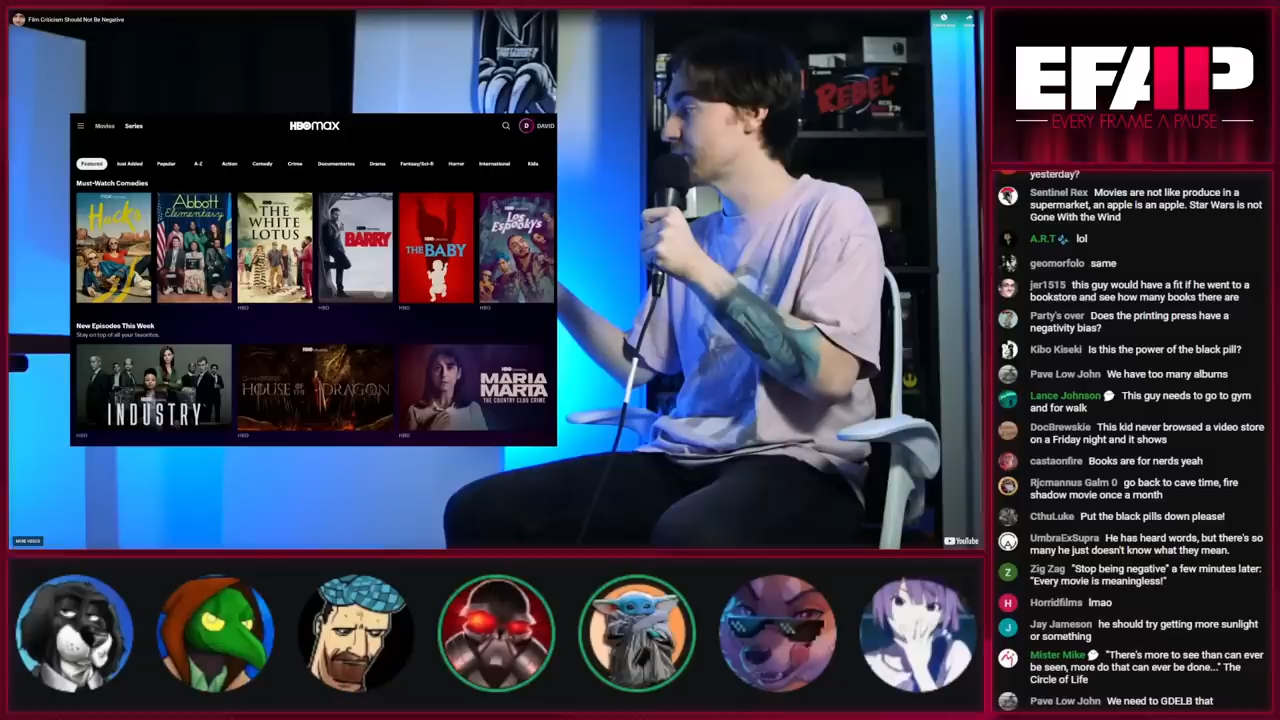 Film Criticism Should Not Be Negative
Movies
Series
HBOmax
D
DAVID
Featured
Just Added
Popular
A-Z
Action
Comedy
Crime
Documentaries
Drama
Fantasy/Sci-fi
Horror
International
Kids
Must-Watch Comedies
Hacks
Abbott
Elementary
THE
WHITE
LOTUS
BARRY
THE BABY
Los
Espookys
HBO
HBO
HBO
HBO
New Episodes This Week
Stay on top of all your favorites.
INDUSTRY
HOUSE OF THE DRAGON
MARIA
MARTA
THE COUNTRY CLUB CRIME
HBO
HBO
HBO
Canon
REBEL
MORE VIDEOS
YouTube
EFAP
EVERY FRAME A PAUSE
yesterday?
Sentinel Rex Movies are not like produce in a
supermarket, an apple is an apple. Star Wars is not
Gone With the Wind
A.R.T lol
geomorfolo same
jer1515 this guy would have a fit if he went to a
bookstore and see how many books there are
Party's over Does the printing press have a
negativity bias?
Kibo Kiseki Is this the power of the black pill?
Pave Low John We have too many albums
Lance Johnson This guy needs to go to gym
and for walk
DocBrewskie This kid never browsed a video store
on a Friday night and it shows
castaonfire Books are for nerds yeah
Rjcmannus Galm 0 go back to cave time, fire
shadow movie once a month
CthuLuke Put the black pills down please!
UmbraExSupra He has heard words, but there's so
many he just doesn't know what they mean.
Z
Zig Zag "Stop being negative" a few minutes later:
"Every movie is meaningless!"
H
Horridfilms lmao
J
Jay Jameson he should try getting more sunlight
or something
Mister Mike "There's more to see than can ever
be seen, more do that can ever be done..." The
Circle of Life
Pave Low John We need to GDELB that